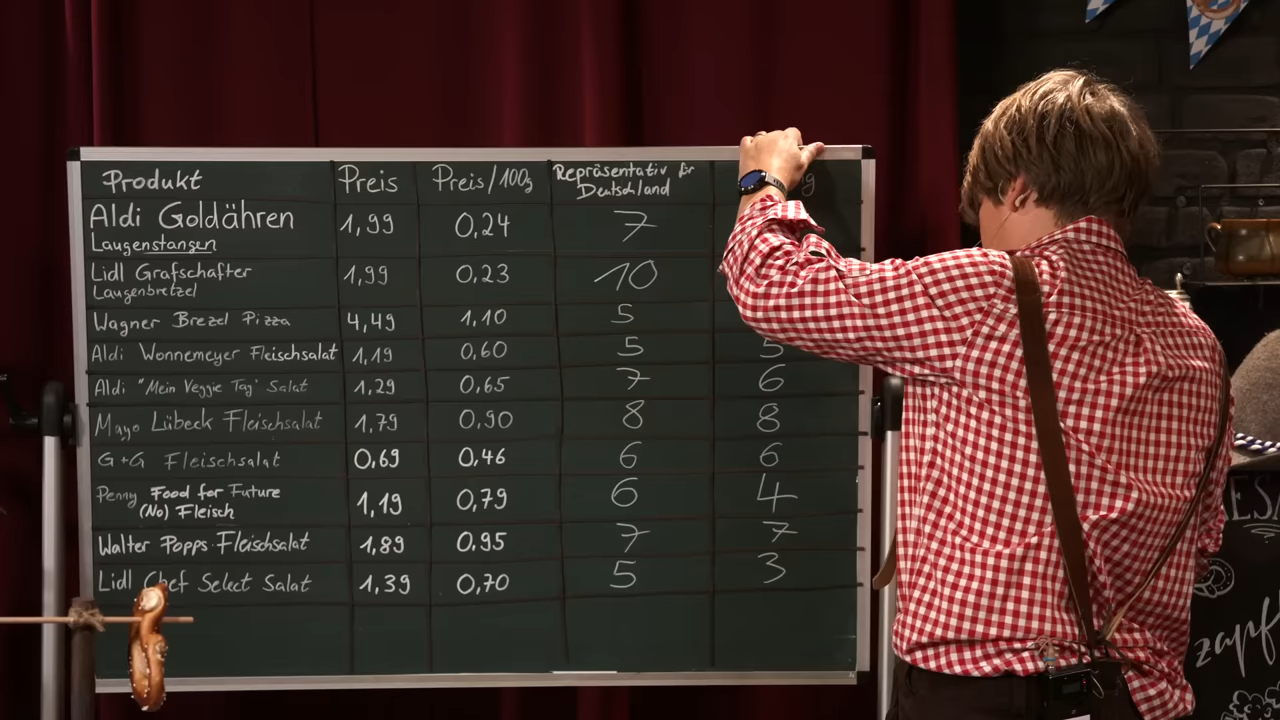 Produkt Preis Preis/100g Repräsentativ für
Deutschland
Aldi Goldähren 1,99 0,24 7
Laugenstangen
Lidl Grafschafter 1,99 0,23 10
Laugenbretzel
Wagner Brezel Pizza 4,49 1,10 5
Aldi Wonnemeyer Fleischsalat 1,19 0,60 5 5
Aldi "Mein Veggie Tag" Salat 1,29 0,65 7 6
Mayo Lübeck Fleischsalat 1,79 0,90 8 8
G+G Fleischsalat 0,69 0,46 6 6
Penny Food for Future 1,19 0,79 6 4
(No) Fleisch
Walter Popps Fleischsalat 1,89 0,95 7 7
Lidl Chef Select Salat 1,39 0,70 5 3
zapf